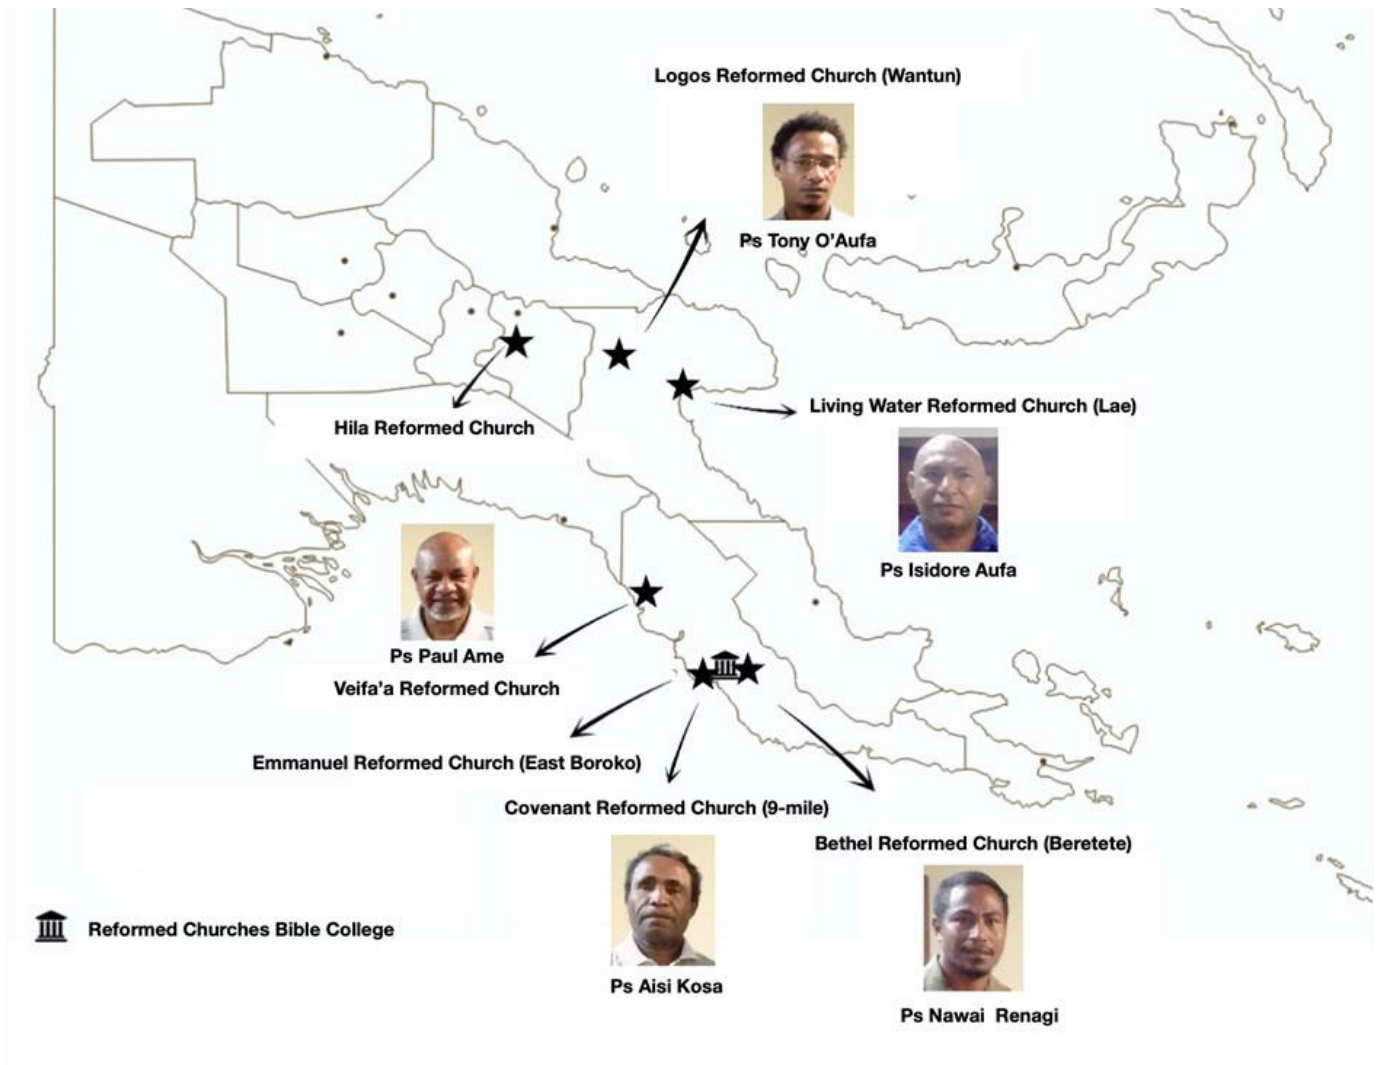 Logos Reformed Church (Wantun)
Ps Tony O’Aufa
Hila Reformed Church
Living Water Reformed Church (Lae)
Ps Isidore Aufa
Ps Paul Ame
Veifa’a Reformed Church
Emmanuel Reformed Church (East Boroko)
Covenant Reformed Church (9-mile)
Ps Aisi Kosa
Bethel Reformed Church (Beretete)
Ps Nawai Renagi
Reformed Churches Bible College